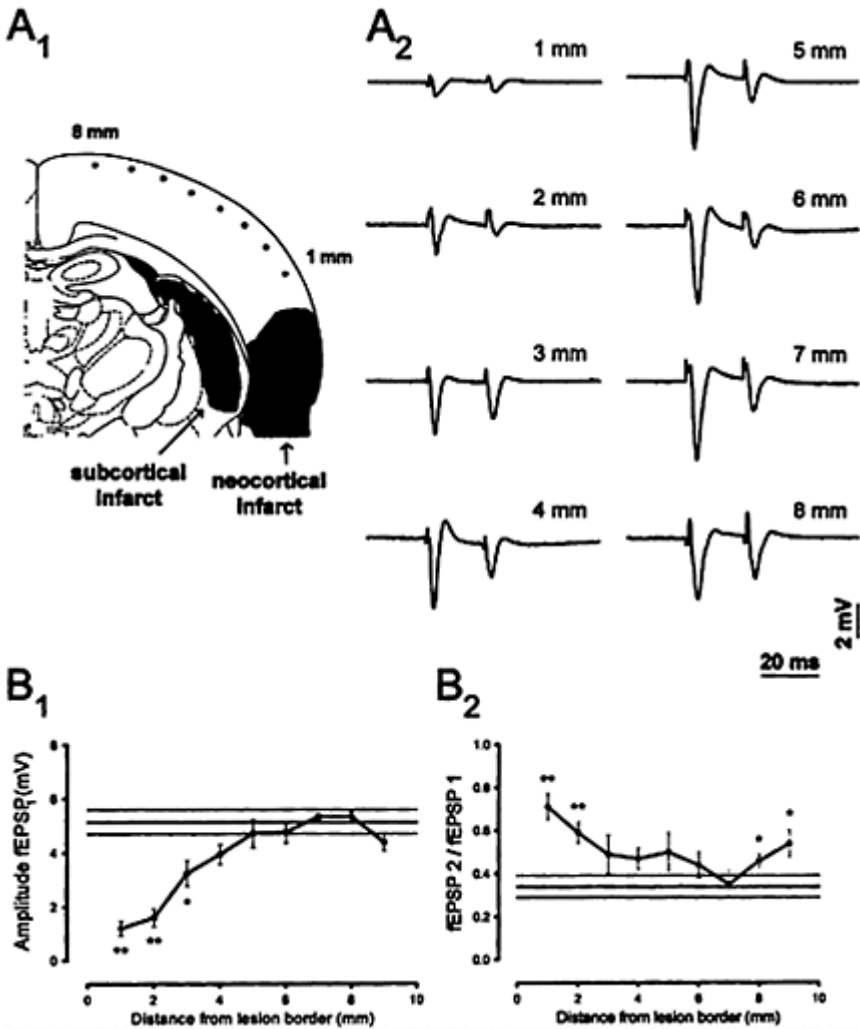 A1
8 mm
1 mm
subcortical
infarct
neocortical
infarct
A2
1 mm
2 mm
3 mm
4 mm
5 mm
6 mm
7 mm
8 mm
2 mV
20 ms
B1
Amplitude fEPSP1 (mV)
8
6
4
2
0
0 2 4 6 8 10
Distance from lesion border (mm)
**
**
*
B2
fEPSP 2 / fEPSP 1
1.0
0.8
0.6
0.4
0.2
0.0
0 2 4 6 8 10
Distance from lesion border (mm)
**
**
*
*